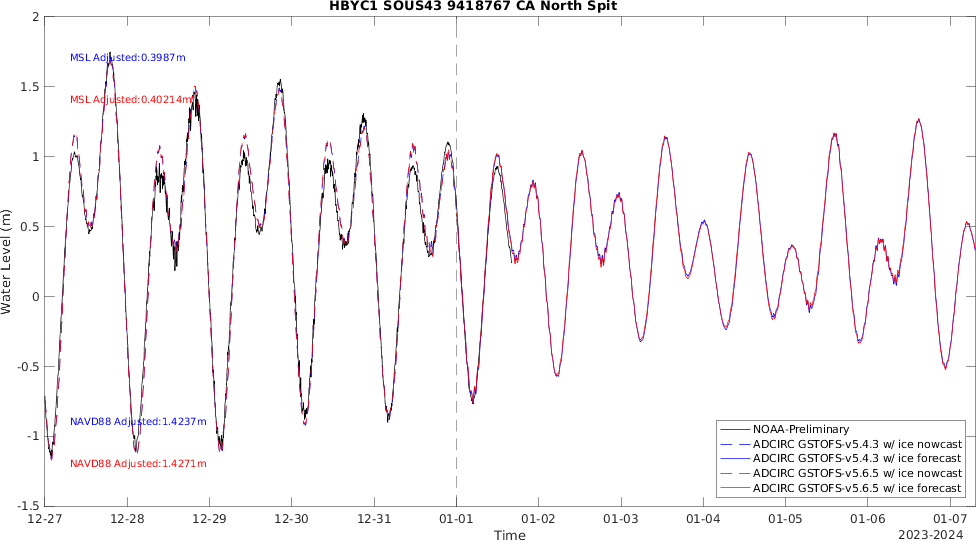 HBYC1 SOUS43 9418767 CA North Spit
2
1.5
1
0.5
0
-0.5
-1
-1.5
Water Level (m)
MSL Adjusted:0.3987m
MSL Adjusted:0.40214m
NAVD88 Adjusted:1.4237m
NAVD88 Adjusted:1.4271m
NOAA-Preliminary
ADCIRC GSTOFS-v5.4.3 w/ ice nowcast
ADCIRC GSTOFS-v5.4.3 w/ ice forecast
ADCIRC GSTOFS-v5.6.5 w/ ice nowcast
ADCIRC GSTOFS-v5.6.5 w/ ice forecast
12-27 12-28 12-29 12-30 12-31 01-01 01-02 01-03 01-04 01-05 01-06 01-07
Time
2023-2024